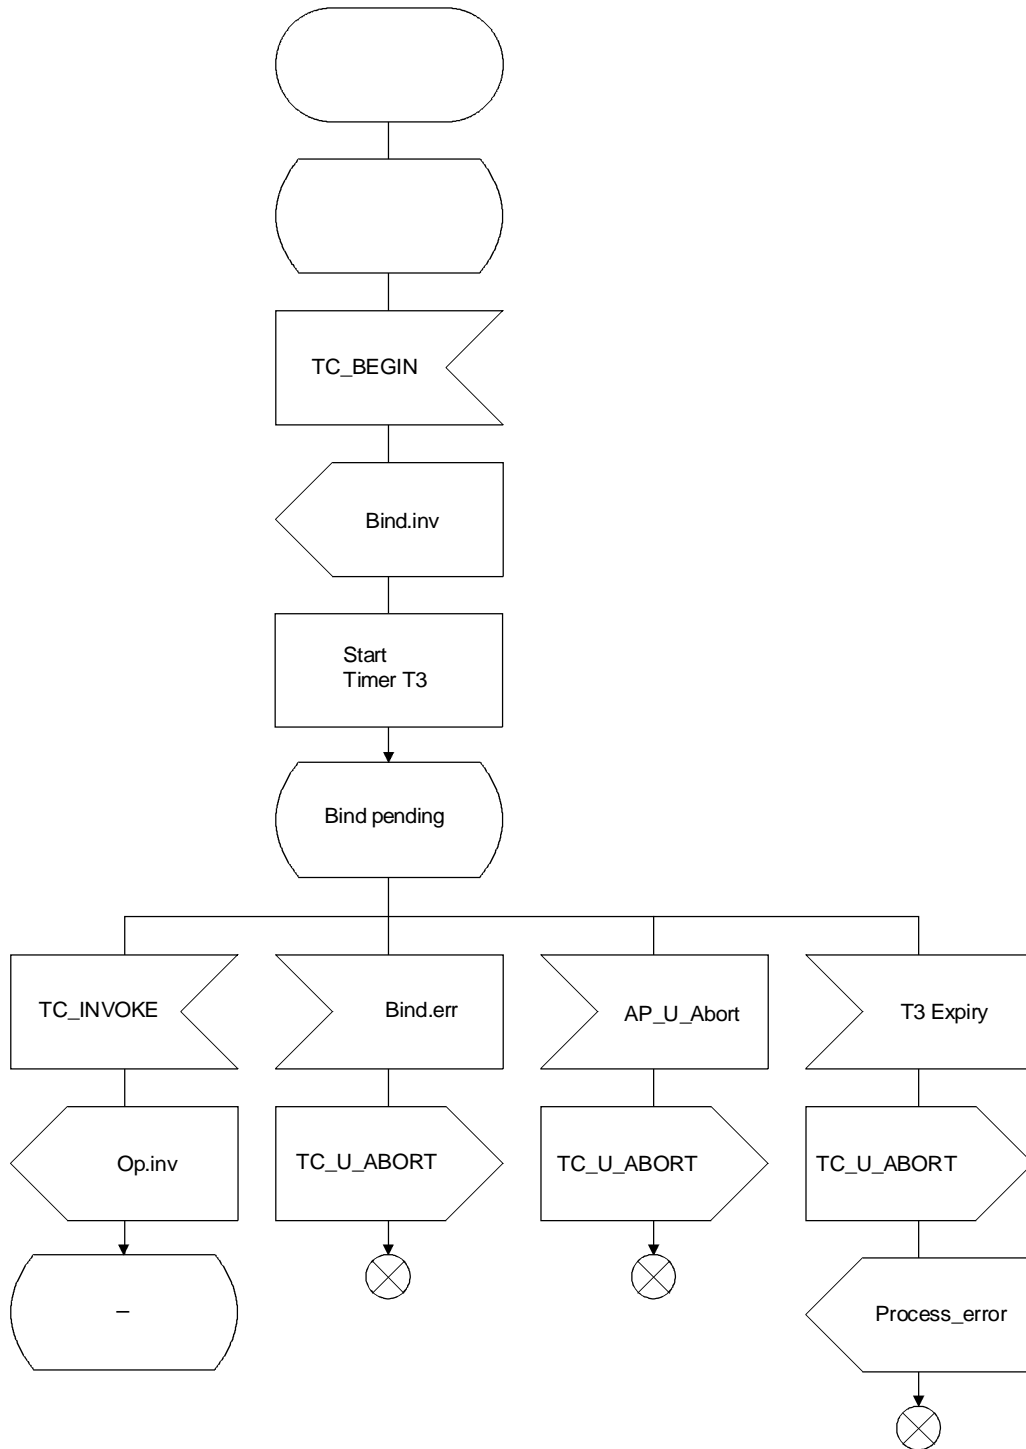 TC_BEGIN
Bind.inv
Start
Timer T3
Bind pending
TC_INVOKE
Bind.err
AP_U_Abort
T3 Expiry
Op.inv
TC_U_ABORT
TC_U_ABORT
TC_U_ABORT
–
Process_error